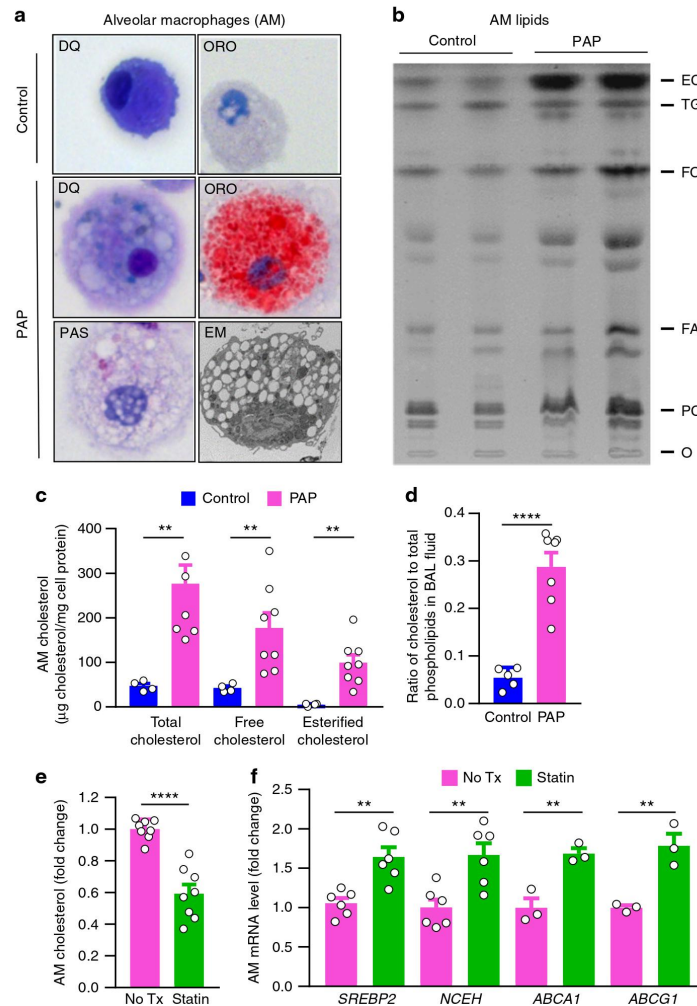 a
Alveolar macrophages (AM)
Control
DQ
ORO
PAP
DQ
ORO
PAS
EM
b
AM lipids
Control
PAP
EC
TG
FC
FA
PC
O
c
Control
PAP
AM cholesterol
(µg cholesterol/mg cell protein)
400
300
200
100
0
**
**
**
Total
cholesterol
Free
cholesterol
Esterified
cholesterol
d
Ratio of cholesterol to total
phospholipids in BAL fluid
0.4
0.3
0.2
0.1
0.0
****
Control
PAP
e
AM cholesterol (fold change)
1.2
1.0
0.8
0.6
0.4
0.2
0.0
****
No Tx
Statin
f
No Tx
Statin
AM mRNA level (fold change)
2.5
2.0
1.5
1.0
0.5
0.0
**
**
**
**
SREBP2
NCEH
ABCA1
ABCG1